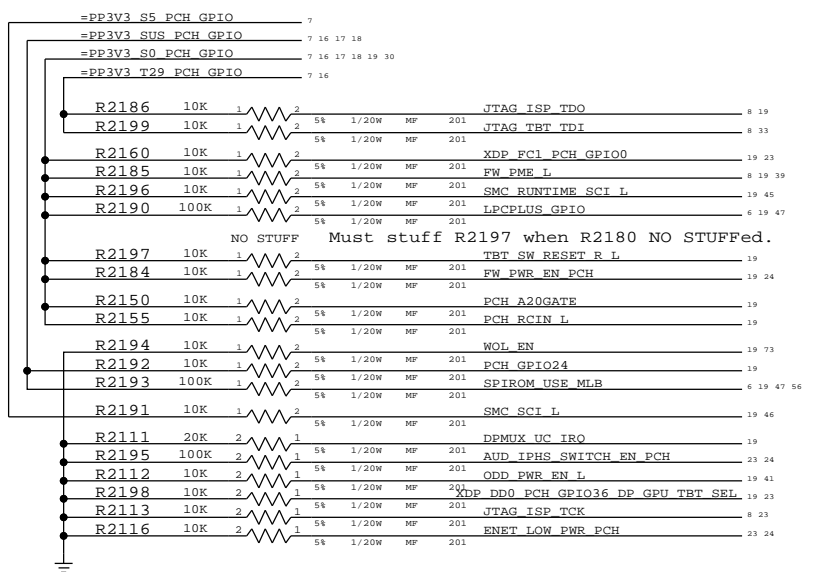 =PP3V3_S5_PCH_GPIO 7
=PP3V3_SUS_PCH_GPIO 7 16 17 18
=PP3V3_S0_PCH_GPIO 7 16 17 18 19 30
=PP3V3_T29_PCH_GPIO 7 16
R2186 10K 1 2 JTAG_ISP_TDO 8 19
5% 1/20W MF 201
R2199 10K 1 2 JTAG_TBT_TDI 8 33
5% 1/20W MF 201
R2160 10K 1 2 XDP_FC1_PCH_GPIO0 19 23
5% 1/20W MF 201
R2185 10K 1 2 FW_PME_L 8 19 39
5% 1/20W MF 201
R2196 10K 1 2 SMC_RUNTIME_SCI_L 19 45
5% 1/20W MF 201
R2190 100K 1 2 LPCPLUS_GPIO 6 19 47
5% 1/20W MF 201
NO STUFF Must stuff R2197 when R2180 NO STUFFed.
R2197 10K 1 2 TBT_SW_RESET_R_L 19
5% 1/20W MF 201
R2184 10K 1 2 FW_PWR_EN_PCH 19 24
5% 1/20W MF 201
R2150 10K 1 2 PCH_A20GATE 19
5% 1/20W MF 201
R2155 10K 1 2 PCH_RCIN_L 19
5% 1/20W MF 201
R2194 10K 1 2 WOL_EN 19 73
5% 1/20W MF 201
R2192 10K 1 2 PCH_GPIO24 19
5% 1/20W MF 201
R2193 100K 1 2 SPIROM_USE_MLB 6 19 47 56
5% 1/20W MF 201
R2191 10K 1 2 SMC_SCI_L 19 46
5% 1/20W MF 201
R2111 20K 2 1 DPMUX_UC_IRQ 19
5% 1/20W MF 201
R2195 100K 2 1 AUD_IPHS_SWITCH_EN_PCH 23 24
5% 1/20W MF 201
R2112 10K 2 1 ODD_PWR_EN_L 19 41
5% 1/20W MF 201
R2198 10K 2 1 XDP_DD0_PCH_GPIO36_DP_GPU_TBT_SEL 19 23
5% 1/20W MF 201
R2113 10K 2 1 JTAG_ISP_TCK 8 23
5% 1/20W MF 201
R2116 10K 2 1 ENET_LOW_PWR_PCH 23 24
5% 1/20W MF 201